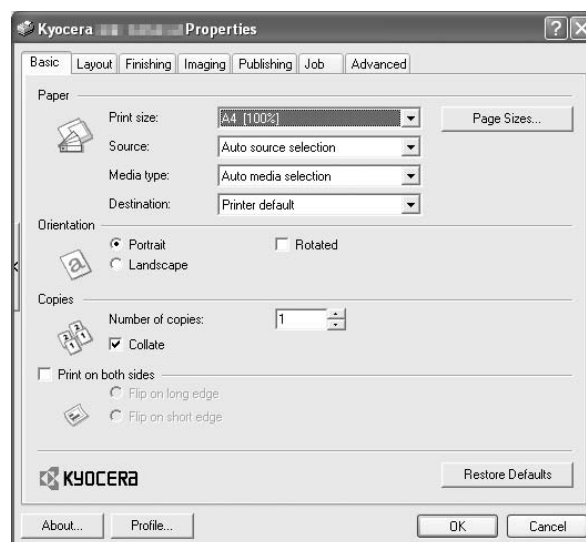 Kyocera Properties
Basic Layout Finishing Imaging Publishing Job Advanced
Paper
Print size: A4 [100%] Page Sizes...
Source: Auto source selection
Media type: Auto media selection
Destination: Printer default
Orientation
Portrait Rotated
Landscape
Copies
Number of copies: 1
Collate
Print on both sides
Flip on long edge
Flip on short edge
KYOCERA Restore Defaults
About... Profile... OK Cancel